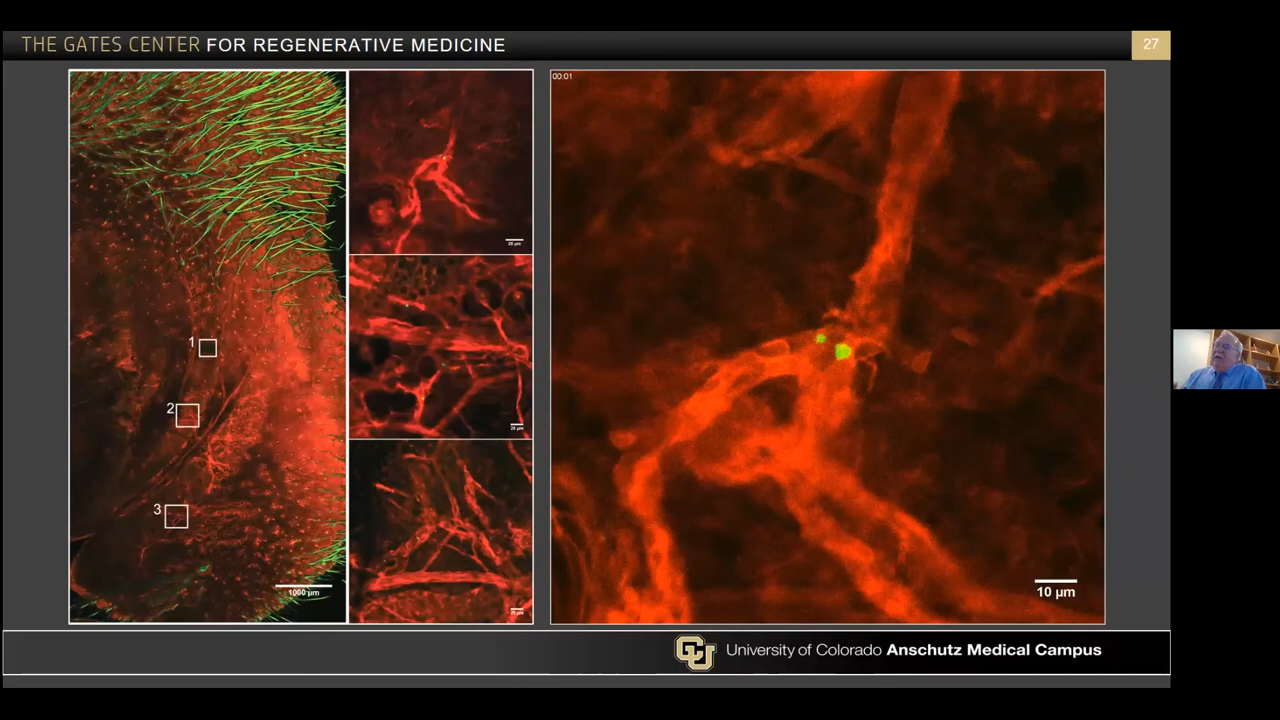 THE GATES CENTER FOR REGENERATIVE MEDICINE
27
00:01
1
2
3
1000 µm
10 µm
University of Colorado Anschutz Medical Campus